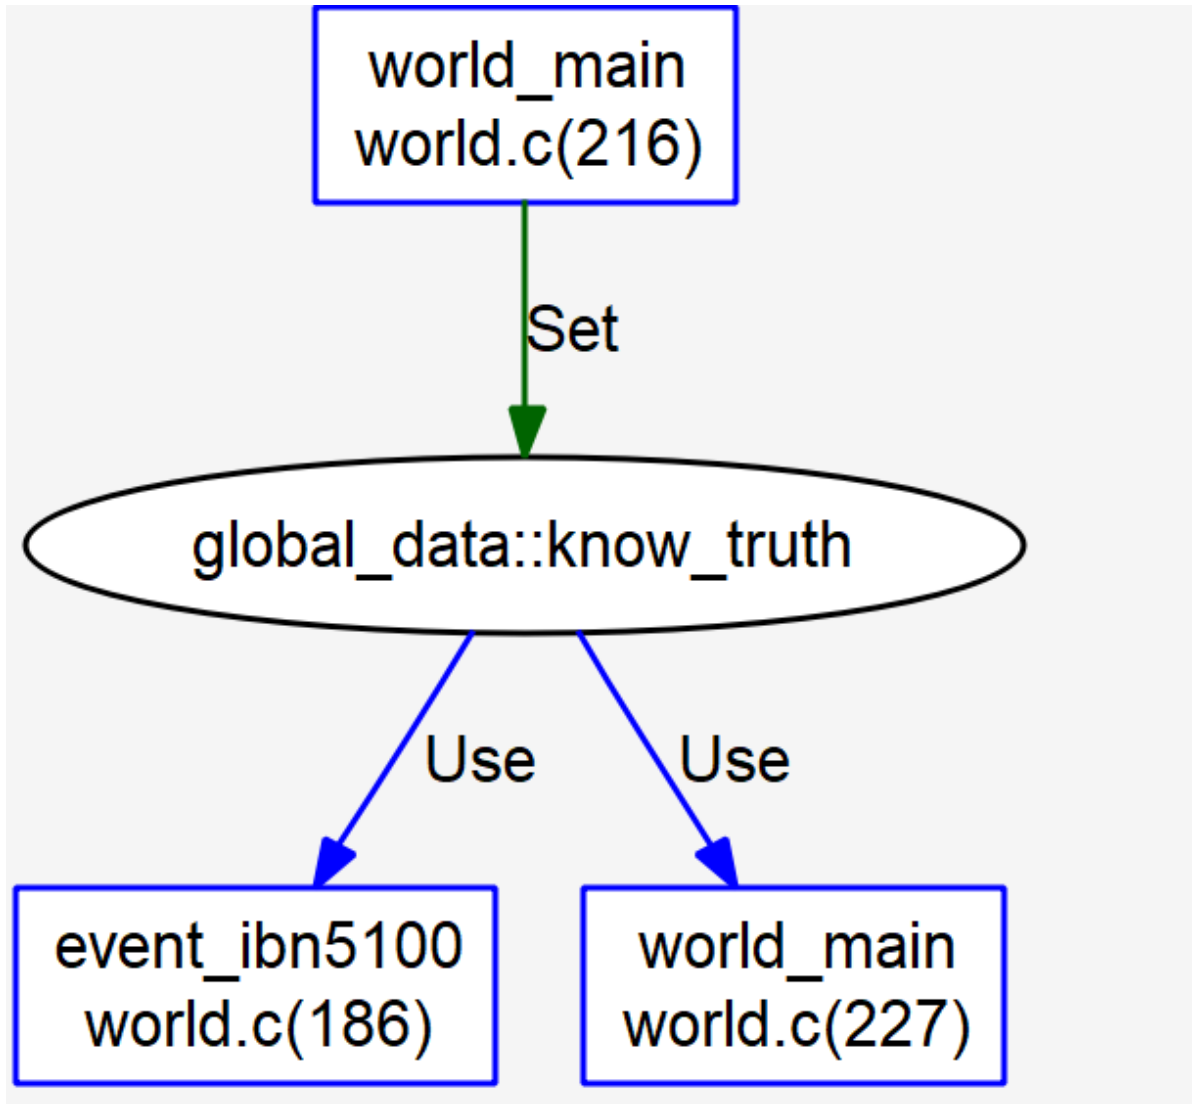 world_main
world.c(216)
Set
global_data::know_truth
Use
Use
event_ibn5100
world.c(186)
world_main
world.c(227)